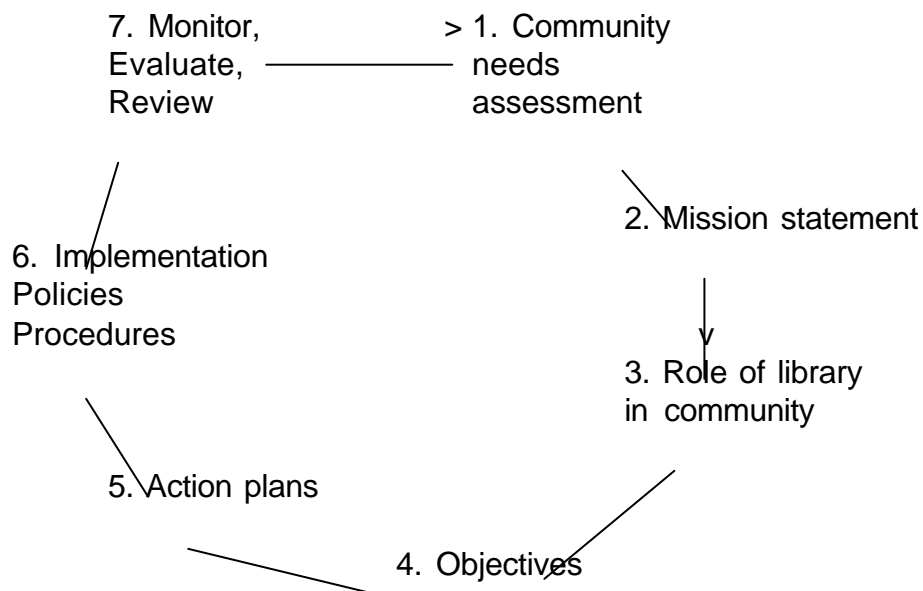 7. Monitor,
Evaluate,
Review
> 1. Community
needs
assessment
2. Mission statement
v
3. Role of library
in community
4. Objectives
5. Action plans
6. Implementation
Policies
Procedures